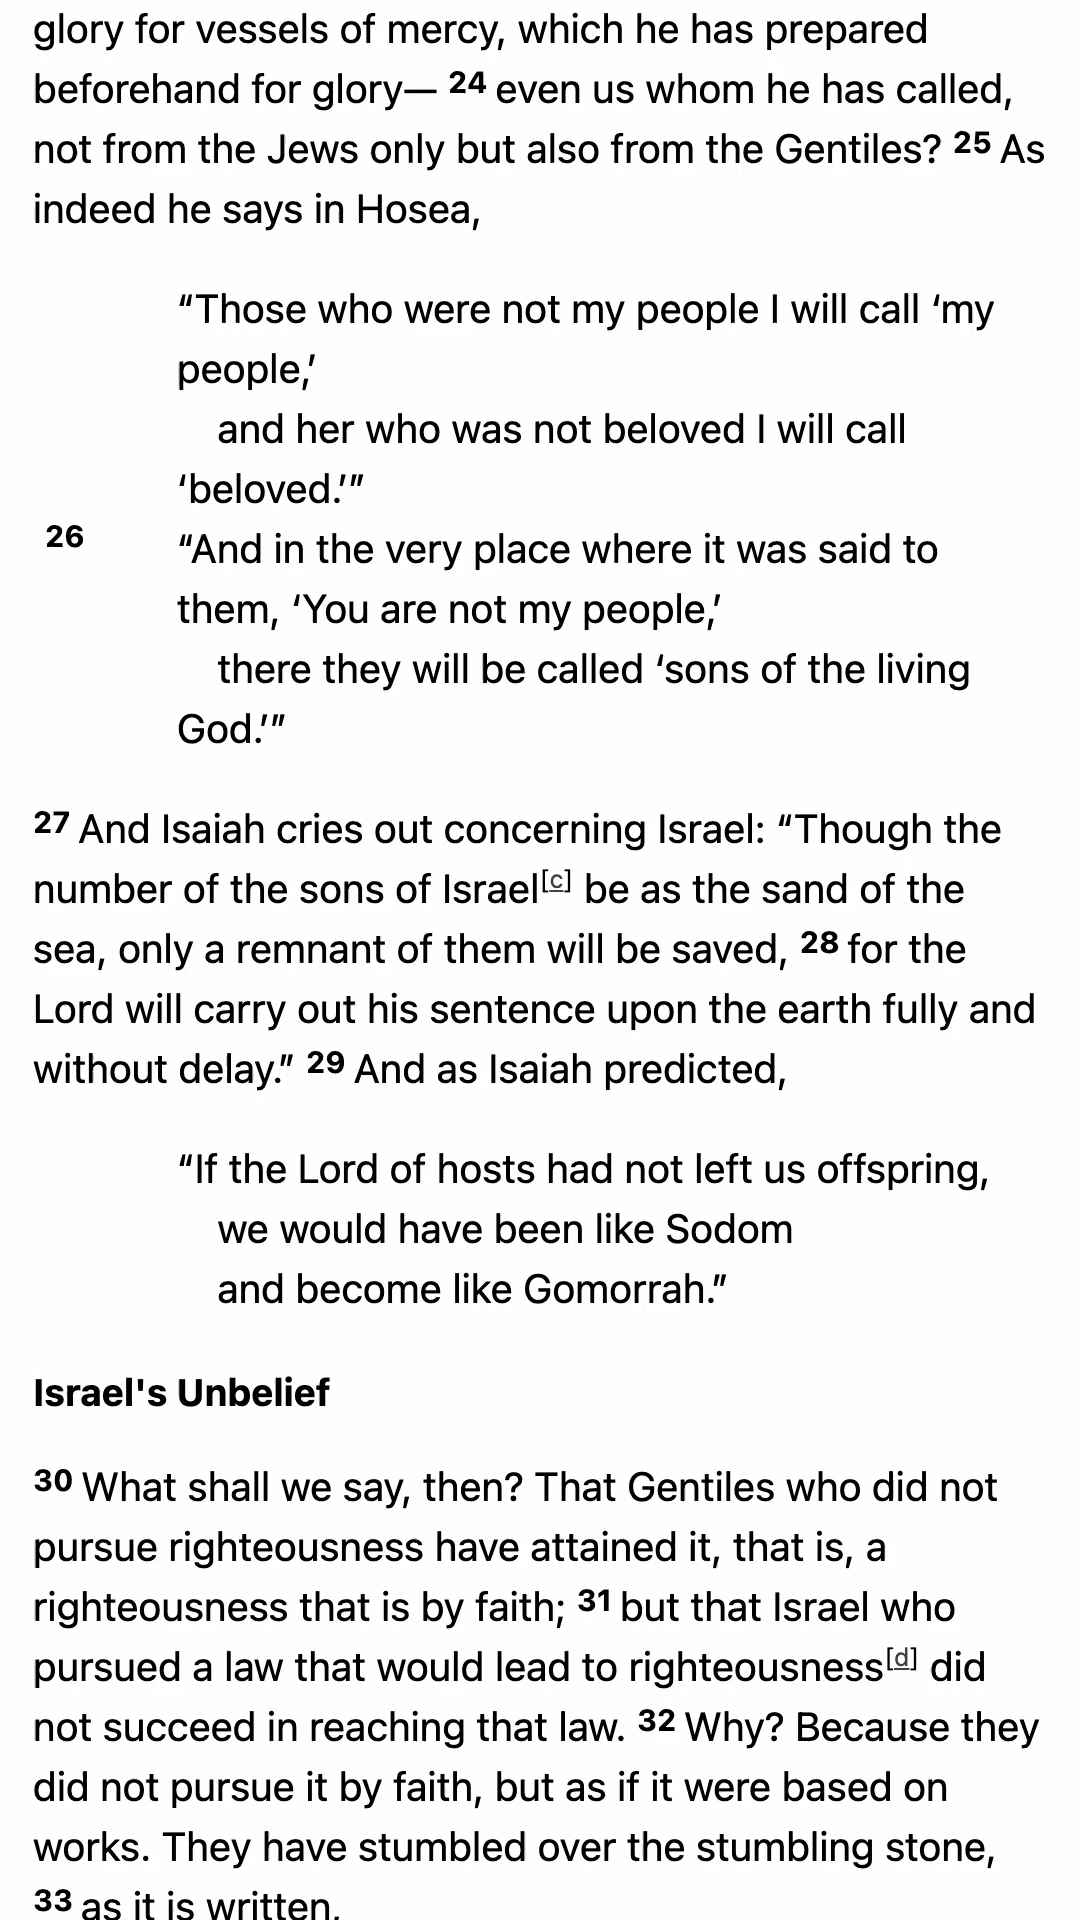 glory for vessels of mercy, which he has prepared
beforehand for glory— 24 even us whom he has called,
not from the Jews only but also from the Gentiles? 25 As
indeed he says in Hosea,
“Those who were not my people I will call ‘my
people,’
and her who was not beloved I will call
‘beloved.’”
26 “And in the very place where it was said to
them, ‘You are not my people,’
there they will be called ‘sons of the living
God.’”
27 And Isaiah cries out concerning Israel: “Though the
number of the sons of Israel[c] be as the sand of the
sea, only a remnant of them will be saved, 28 for the
Lord will carry out his sentence upon the earth fully and
without delay.” 29 And as Isaiah predicted,
“If the Lord of hosts had not left us offspring,
we would have been like Sodom
and become like Gomorrah.”
Israel's Unbelief
30 What shall we say, then? That Gentiles who did not
pursue righteousness have attained it, that is, a
righteousness that is by faith; 31 but that Israel who
pursued a law that would lead to righteousness[d] did
not succeed in reaching that law. 32 Why? Because they
did not pursue it by faith, but as if it were based on
works. They have stumbled over the stumbling stone,
33 as it is written,